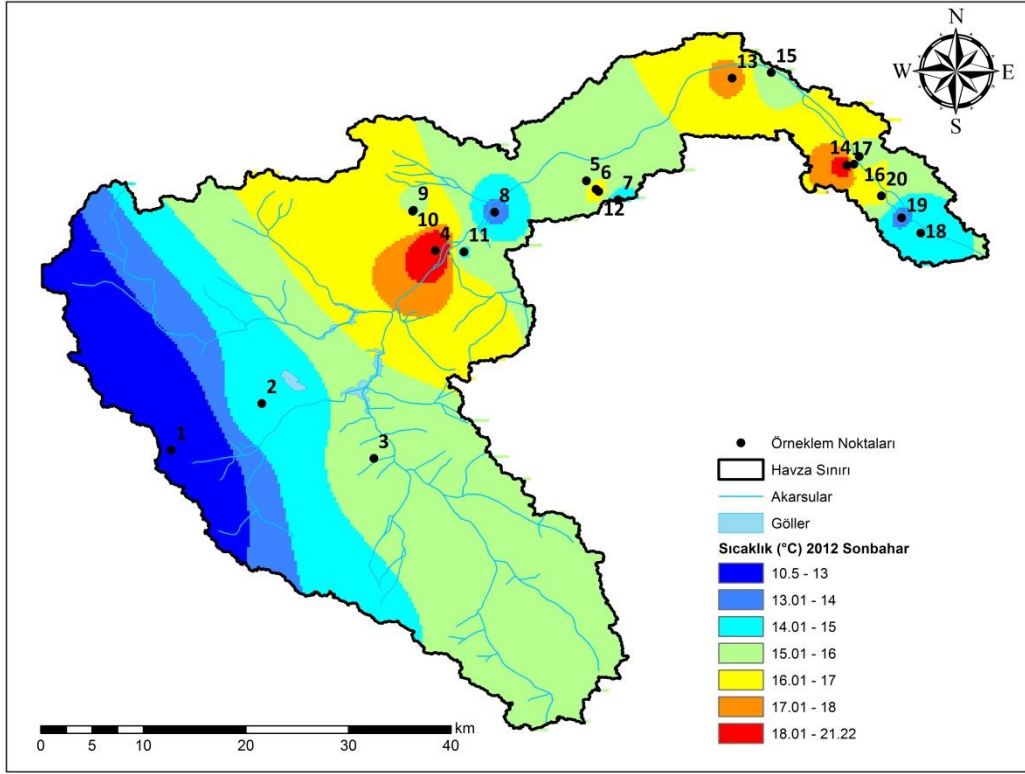 N
W E
S
13
15
14
17
16
20
19
18
5
6
7
12
8
9
10
4
11
2
1
3
Örneklem Noktaları
Havza Sınırı
Akarsular
Göller
Sıcaklık (°C) 2012 Sonbahar
10.5 - 13
13.01 - 14
14.01 - 15
15.01 - 16
16.01 - 17
17.01 - 18
18.01 - 21.22
km
0 5 10 20 30 40